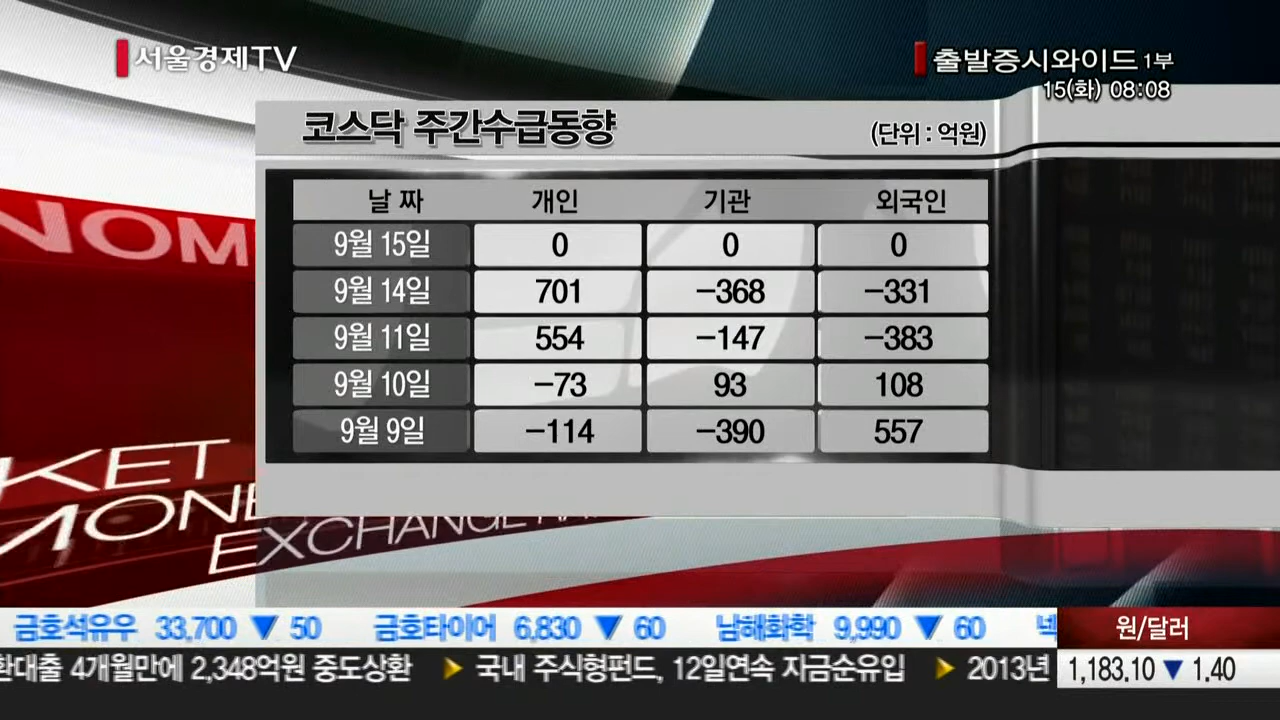 서울경제TV
출발증시와이드 1부
15(화) 08:08
코스닥 주간수급동향
(단위 : 억원)
날 짜 개인 기관 외국인
9월 15일 0 0 0
9월 14일 701 -368 -331
9월 11일 554 -147 -383
9월 10일 -73 93 108
9월 9일 -114 -390 557
NOM
KET
MONE
EXCHANGE
금호석유우 33,700 ▼ 50 금호타이어 6,830 ▼ 60 남해화학 9,990 ▼ 60 넥
원/달러
환대출 4개월만에 2,348억원 중도상환 ▶ 국내 주식형펀드, 12일연속 자금순유입 ▶ 2013년
1,183.10 ▼ 1.40